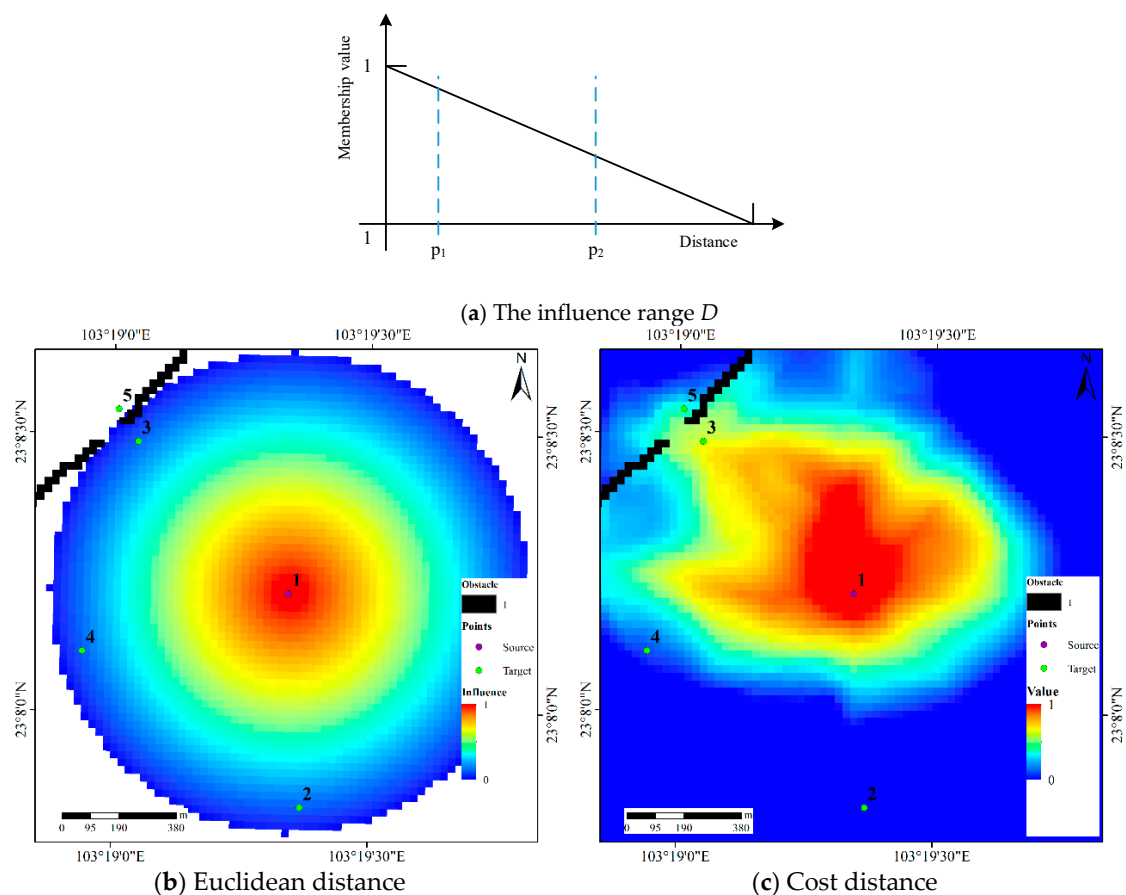 Membership value
1
1
p1
p2
Distance
(a) The influence range D
103°19'0"E
103°19'30"E
103°19'0"E
103°19'30"E
N
N
5
3
5
3
23°8'30"N
23°8'30"N
23°8'30"N
23°8'30"N
1
1
Obstacle
1
Points
Source
Target
Influence
1
0
Obstacle
1
Points
Source
Target
Value
1
0
4
4
23°8'0"N
23°8'0"N
23°8'0"N
23°8'0"N
2
2
0 95 190 380 m
0 95 190 380 m
103°19'0"E
103°19'30"E
103°19'0"E
103°19'30"E
(b) Euclidean distance
(c) Cost distance